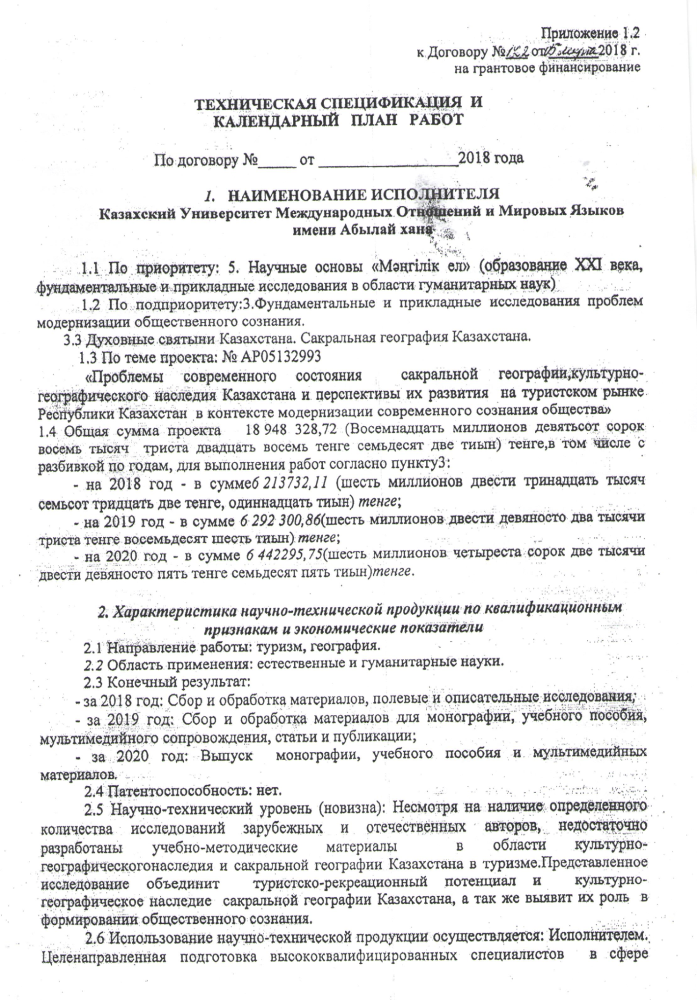 Приложение 1.2
к Договору № от 2018 г.
на грантовое финансирование
ТЕХНИЧЕСКАЯ СПЕЦИФИКАЦИЯ И
КАЛЕНДАРНЫЙ ПЛАН РАБОТ
По договору №_____ от __________________2018 года
1. НАИМЕНОВАНИЕ ИСПОЛНИТЕЛЯ
Казахский Университет Международных Отношений и Мировых Языков
имени Абылай хана
1.1 По приоритету: 5. Научные основы «Мәңгілік ел» (образование XXI века,
фундаментальные и прикладные исследования в области гуманитарных наук)
1.2 По подприоритету:3.Фундаментальные и прикладные исследования проблем
модернизации общественного сознания.
3.3 Духовные святыни Казахстана. Сакральная география Казахстана.
1.3 По теме проекта: № АР05132993
«Проблемы современного состояния сакральной географии,культурно-
географического наследия Казахстана и перспективы их развития на туристском рынке
Республики Казахстан в контексте модернизации современного сознания общества»
1.4 Общая сумма проекта 18 948 328,72 (Восемнадцать миллионов девятьсот сорок
восемь тысяч триста двадцать восемь тенге семьдесят две тиын) тенге,в том числе с
разбивкой по годам, для выполнения работ согласно пункту3:
- на 2018 год - в сумме6 213732,11 (шесть миллионов двести тринадцать тысяч
семьсот тридцать две тенге, одиннадцать тиын) тенге;
- на 2019 год - в сумме 6 292 300,86(шесть миллионов двести девяносто два тысячи
триста тенге восемьдесят шесть тиын) тенге;
- на 2020 год - в сумме 6 442295,75(шесть миллионов четыреста сорок две тысячи
двести девяносто пять тенге семьдесят пять тиын)тенге.
2. Характеристика научно-технической продукции по квалификационным
признакам и экономические показатели
2.1 Направление работы: туризм, география.
2.2 Область применения: естественные и гуманитарные науки.
2.3 Конечный результат:
- за 2018 год: Сбор и обработка материалов, полевые и описательные исследования;
- за 2019 год: Сбор и обработка материалов для монографии, учебного пособия,
мультимедийного сопровождения, статьи и публикации;
- за 2020 год: Выпуск монографии, учебного пособия и мультимедийных
материалов.
2.4 Патентоспособность: нет.
2.5 Научно-технический уровень (новизна): Несмотря на наличие определенного
количества исследований зарубежных и отечественных авторов, недостаточно
разработаны учебно-методические материалы в области культурно-
географическогонаследия и сакральной географии Казахстана в туризме.Представленное
исследование объединит туристско-рекреационный потенциал и культурно-
географическое наследие сакральной географии Казахстана, а так же выявит их роль в
формировании общественного сознания.
2.6 Использование научно-технической продукции осуществляется: Исполнителем.
Целенаправленная подготовка высококвалифицированных специалистов в сфере